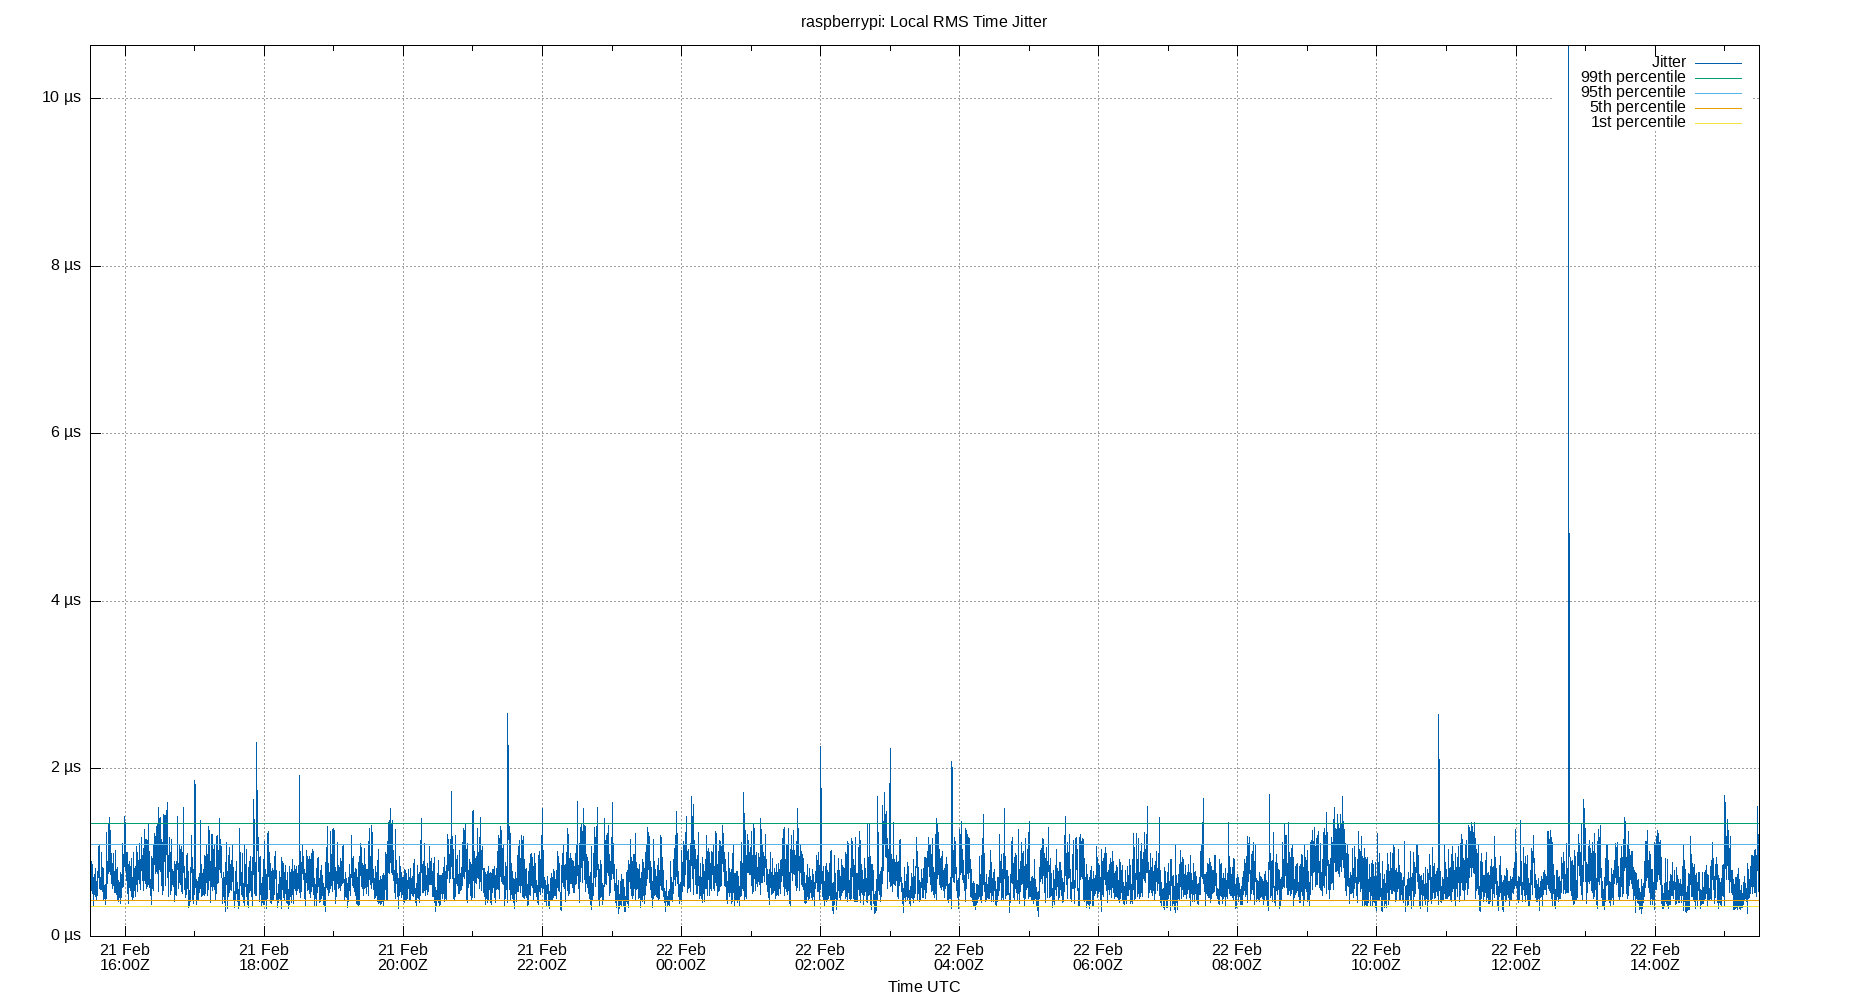 raspberrypi: Local RMS Time Jitter
Jitter
99th percentile
95th percentile
5th percentile
1st percentile
10 µs
8 µs
6 µs
4 µs
2 µs
0 µs
21 Feb 21 Feb 21 Feb 21 Feb 22 Feb 22 Feb 22 Feb 22 Feb 22 Feb 22 Feb 22 Feb 22 Feb
16:00Z 18:00Z 20:00Z 22:00Z 00:00Z 02:00Z 04:00Z 06:00Z 08:00Z 10:00Z 12:00Z 14:00Z
Time UTC